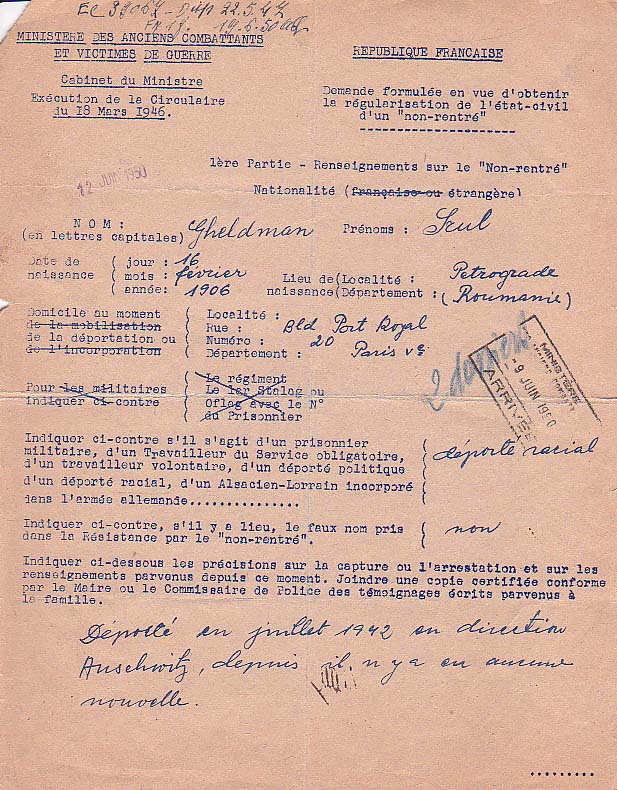 EC 39067 - 22.5.47
19.6.50
MINISTERE DES ANCIENS COMBATTANTS
ET VICTIMES DE GUERRE
Cabinet du Ministre
Exécution de la Circulaire
du 18 Mars 1946.
REPUBLIQUE FRANCAISE
Demande formulée en vue d'obtenir
la régularisation de l'état-civil
d'un "non-rentré"
12 JUIN 1950
1ère Partie - Renseignements sur le "Non-rentré"
Nationalité (française ou étrangère)
NOM : Gheldman Prénoms : Srul
(en lettres capitales)
Date de ( jour : 16
naissance ( mois : février
( année: 1906
Lieu de (Localité : Petrograde
naissance(Département : (Roumanie)
Domicile au moment ( Localité :
de la mobilisation ( Rue : Bld Port Royal
de la déportation ou ( Numéro : 20
de l'incorporation ( Département : Paris Vè
Pour les militaires ( Le régiment
indiquer ci-contre ( Le 1er Stalag ou
( Oflag avec le N°
( du Prisonnier
2 dossiers
MINISTÈRE
-9 JUIN 1950
ARRIVÉE
Indiquer ci-contre s'il s'agit d'un prisonnier (
militaire, d'un Travailleur du Service obligatoire, ( déporté racial
d'un travailleur volontaire, d'un déporté politique (
d'un déporté racial, d'un Alsacien-Lorrain incorporé (
dans l'armée allemande............... (
Indiquer ci-contre, s'il y a lieu, le faux nom pris ( non
dans la Résistance par le "non-rentré". (
Indiquer ci-dessous les précisions sur la capture ou l'arrestation et sur les
renseignements parvenus depuis ce moment. Joindre une copie certifiée conforme
par le Maire ou le Commissaire de Police des témoignages écrits parvenus à
la famille.
Déporté en juillet 1942 en direction
Auschwitz, depuis il n'y a eu aucune
nouvelle.
.........